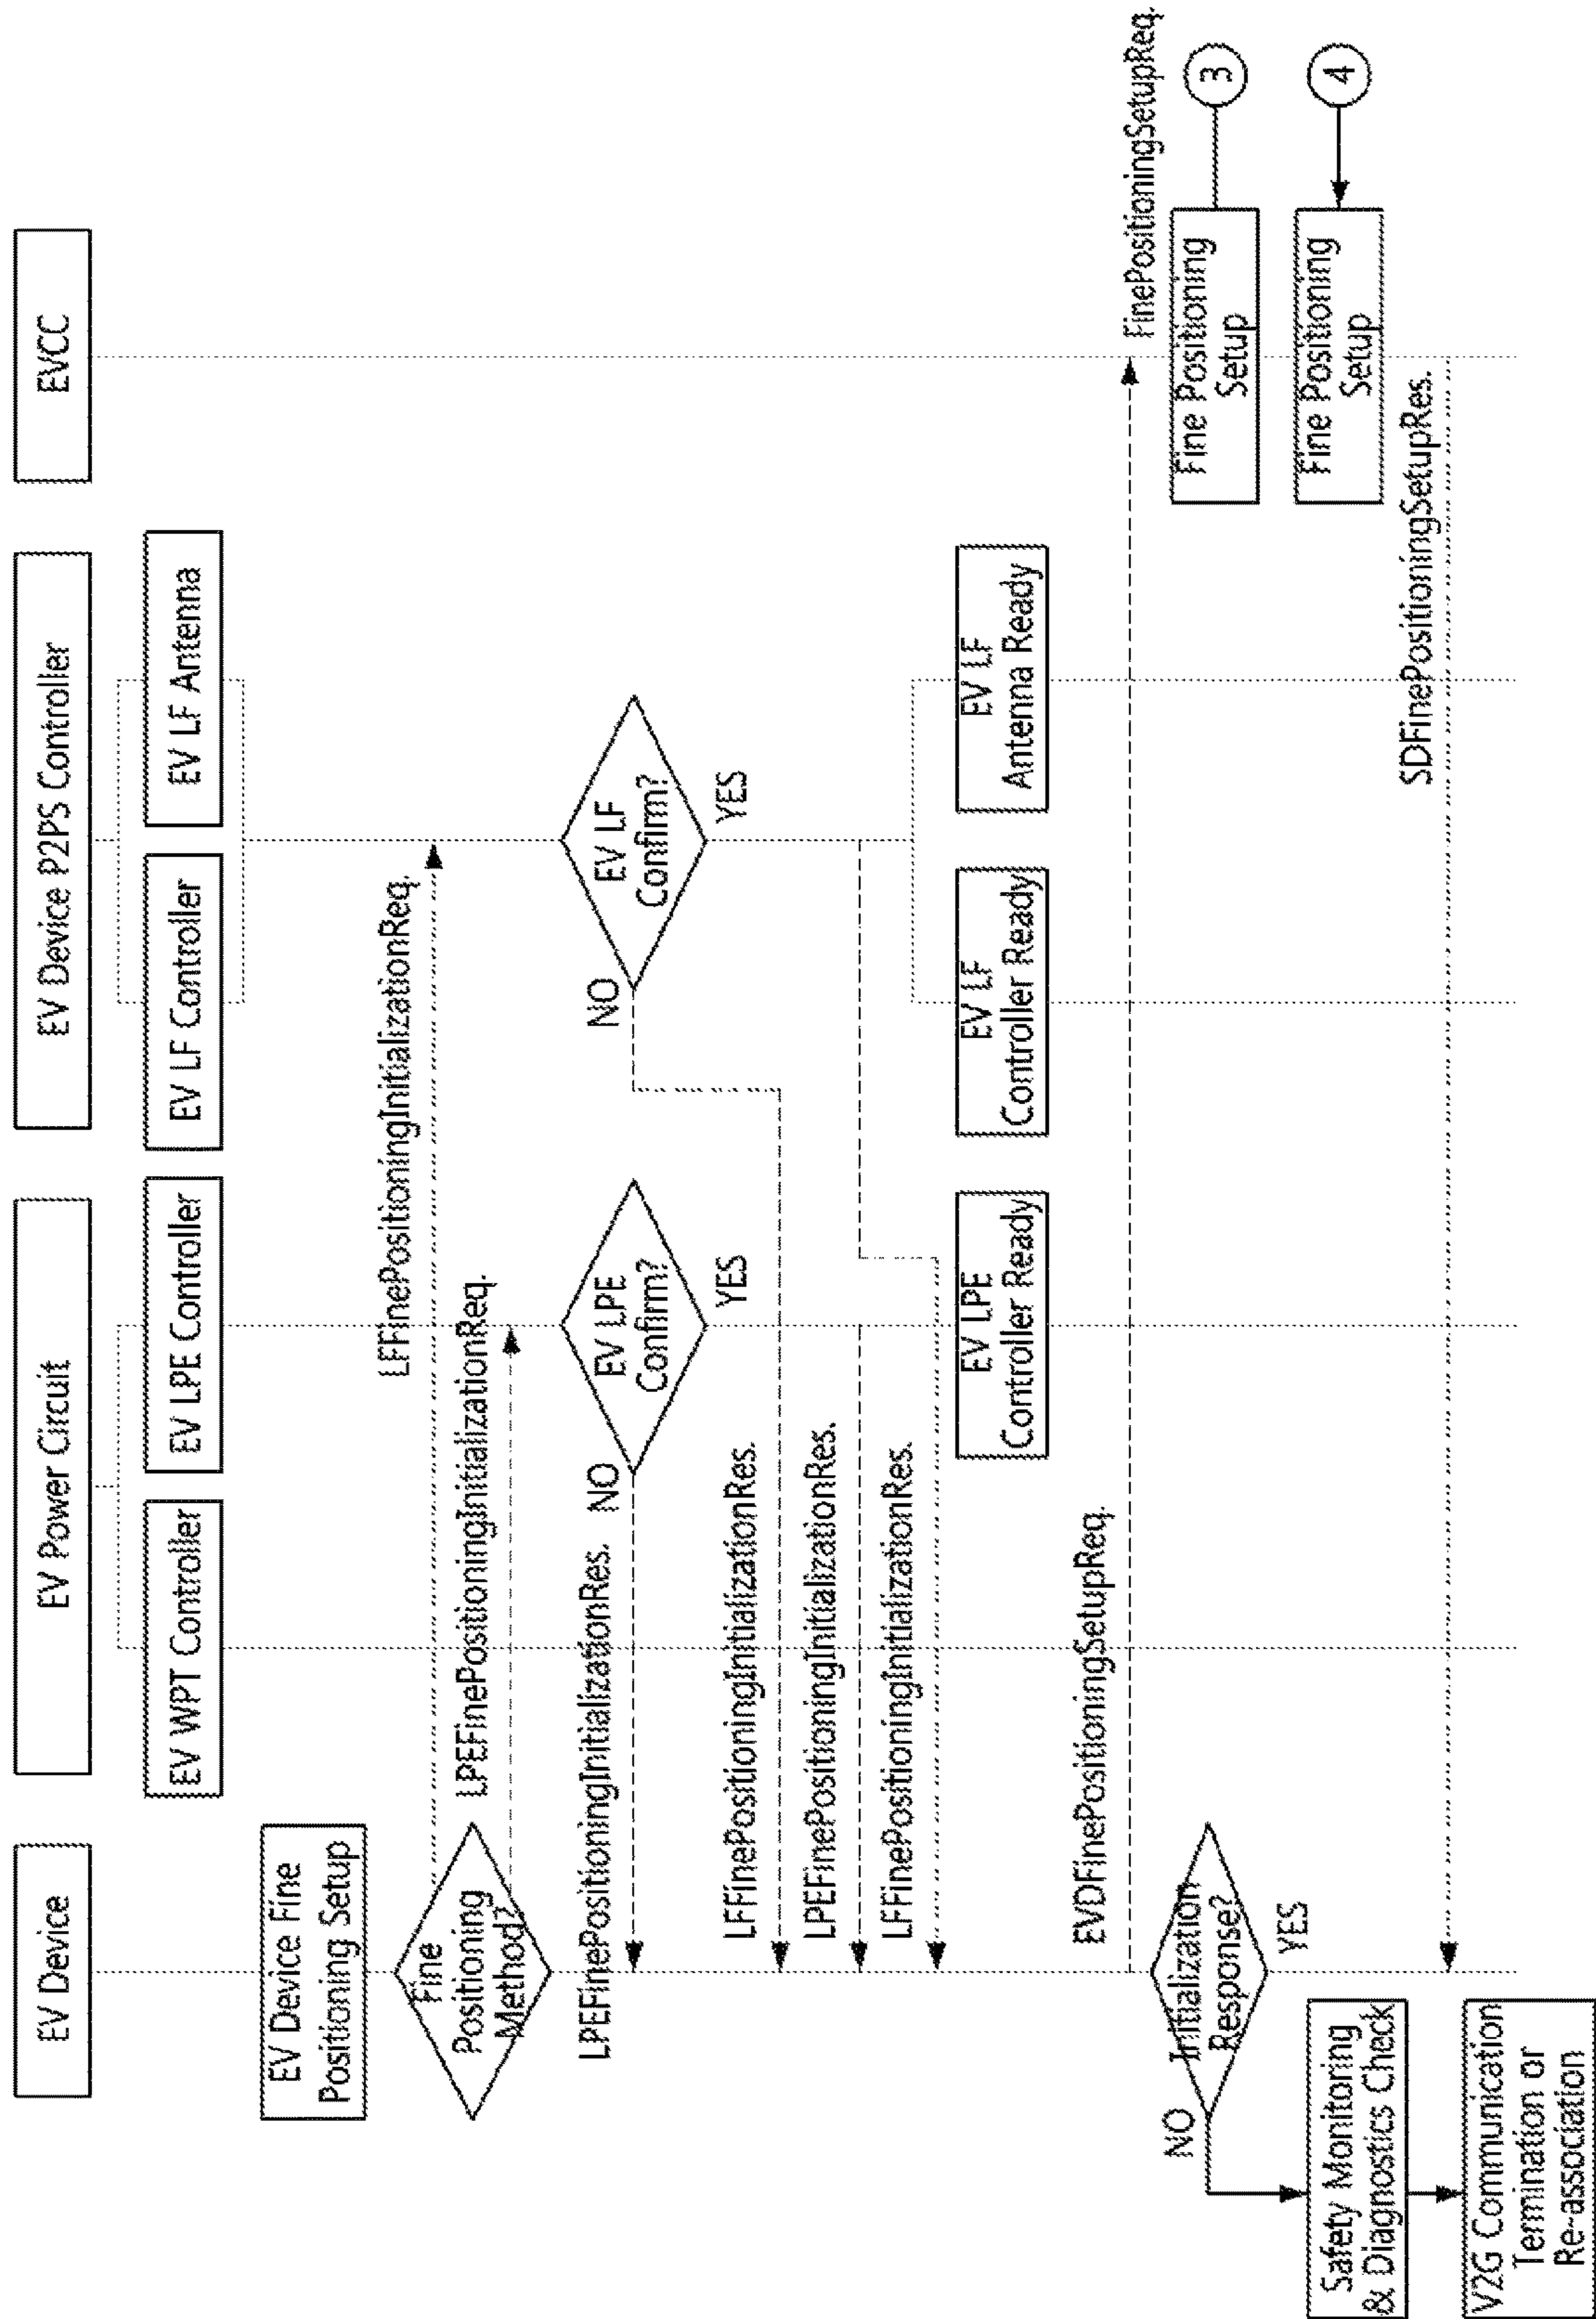 EV Device
EV Power Circuit
EV Device P2PS Controller
EVCC
EV WPT Controller
EV LPE Controller
EV LF Controller
EV LF Antenna
EV Device Fine
Positioning Setup
LFFinePositioningInitializationReq.
Fine
Positioning
Method?
LPEFinePositioningInitializationReq.
LPEFinePositioningInitializationRes.
NO
EV LPE
Confirm?
YES
NO
EV LF
Confirm?
YES
LFFinePositioningInitializationRes.
LPEFinePositioningInitializationRes.
LFFinePositioningInitializationRes.
EV LPE
Controller Ready
EV LF
Controller Ready
EV LF
Antenna Ready
EVDFinePositioningSetupReq.
FinePositioningSetupReq.
Initialization
Response?
NO
YES
Fine Positioning
Setup
3
Safety Monitoring
& Diagnostics Check
Fine Positioning
Setup
4
SDFinePositioningSetupRes.
V2G Communication
Termination or
Re-association